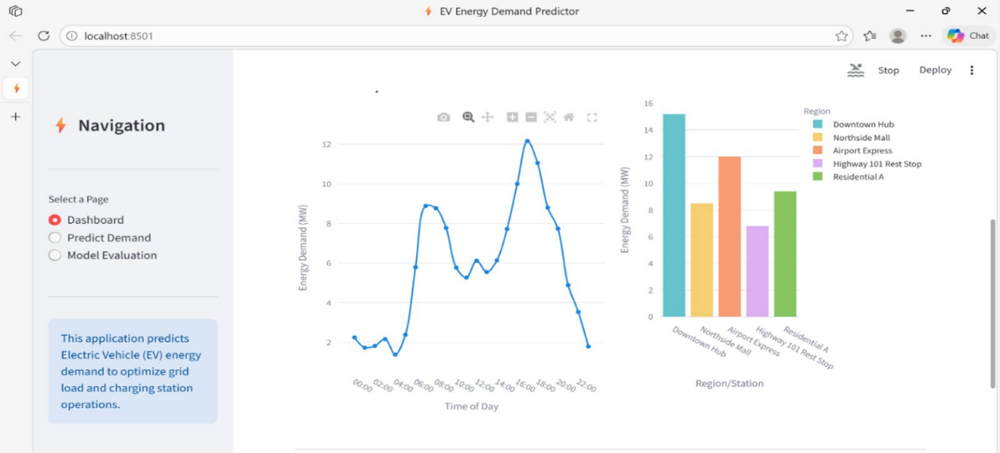 EV Energy Demand Predictor
localhost:8501
Chat
Stop
Deploy
Navigation
Select a Page
Dashboard
Predict Demand
Model Evaluation
This application predicts
Electric Vehicle (EV) energy
demand to optimize grid
load and charging station
operations.
12
10
8
6
4
2
Energy Demand (MW)
00:00
02:00
04:00
06:00
08:00
10:00
12:00
14:00
16:00
18:00
20:00
22:00
Time of Day
16
14
12
10
8
6
4
2
0
Energy Demand (MW)
Downtown Hub
Northside Mall
Airport Express
Highway 101 Rest Stop
Residential A
Region/Station
Region
Downtown Hub
Northside Mall
Airport Express
Highway 101 Rest Stop
Residential A